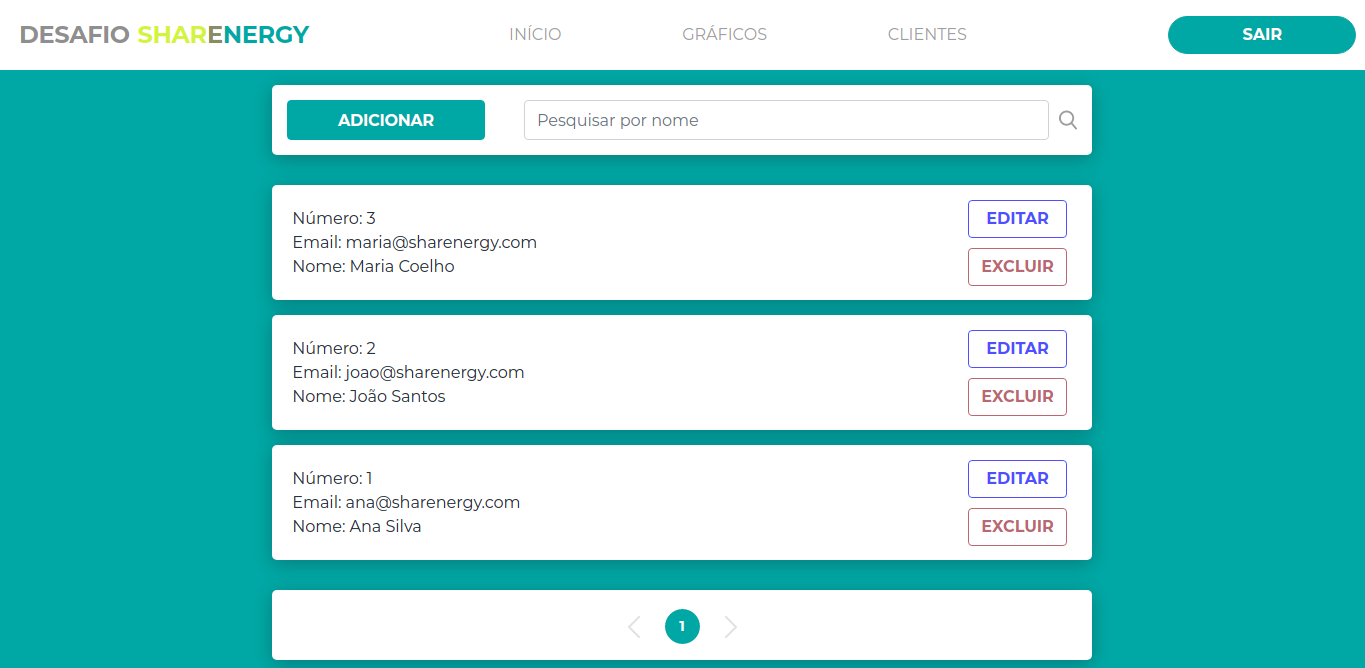 DESAFIO SHARENERGY
INÍCIO
GRÁFICOS
CLIENTES
SAIR
ADICIONAR
Pesquisar por nome
Número: 3
Email: maria@sharenergy.com
Nome: Maria Coelho
EDITAR
EXCLUIR
Número: 2
Email: joao@sharenergy.com
Nome: João Santos
EDITAR
EXCLUIR
Número: 1
Email: ana@sharenergy.com
Nome: Ana Silva
EDITAR
EXCLUIR
1